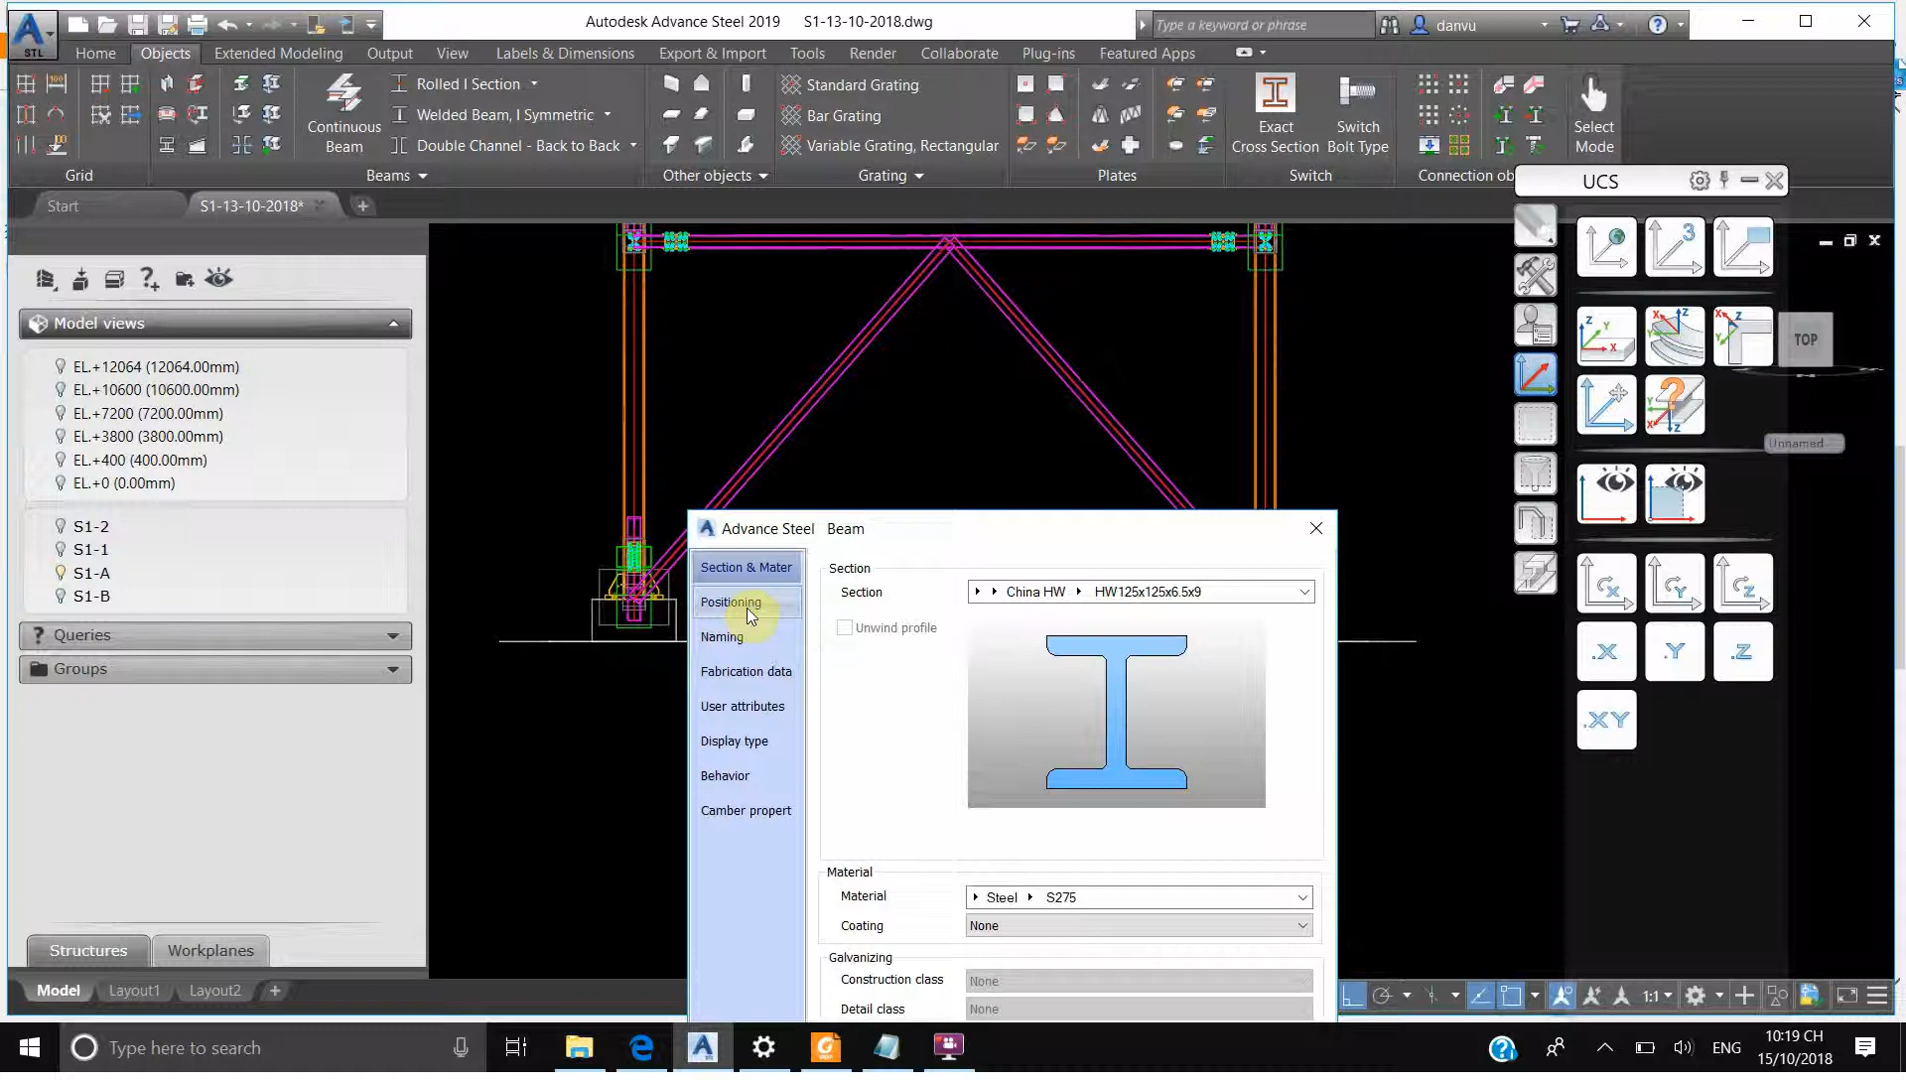 Autodesk Advance Steel 2019 S1-13-10-2018.dwg
Type a keyword or phrase
danvu
STL
Home Objects Extended Modeling Output View Labels & Dimensions Export & Import Tools Render Collaborate Plug-ins Featured Apps
Continuous
Beam
Rolled I Section
Welded Beam, I Symmetric
Double Channel - Back to Back
Standard Grating
Bar Grating
Variable Grating, Rectangular
Exact
Cross Section
Switch
Bolt Type
Select
Mode
Grid Beams Other objects Grating Plates Switch Connection ob
UCS
Start S1-13-10-2018*
Model views
EL.+12064 (12064.00mm)
EL.+10600 (10600.00mm)
EL.+7200 (7200.00mm)
EL.+3800 (3800.00mm)
EL.+400 (400.00mm)
EL.+0 (0.00mm)
S1-2
S1-1
S1-A
S1-B
Queries
Groups
Structures Workplanes
Model Layout1 Layout2
TOP
Unnamed
Advance Steel Beam
Section & Mater
Positioning
Naming
Fabrication data
User attributes
Display type
Behavior
Camber propert
Section
Section China HW HW125x125x6.5x9
Unwind profile
Material
Material Steel S275
Coating None
Galvanizing
Construction class None
Detail class None
.X .Y .Z
.XY
1:1
Type here to search
ENG
10:19 CH
15/10/2018